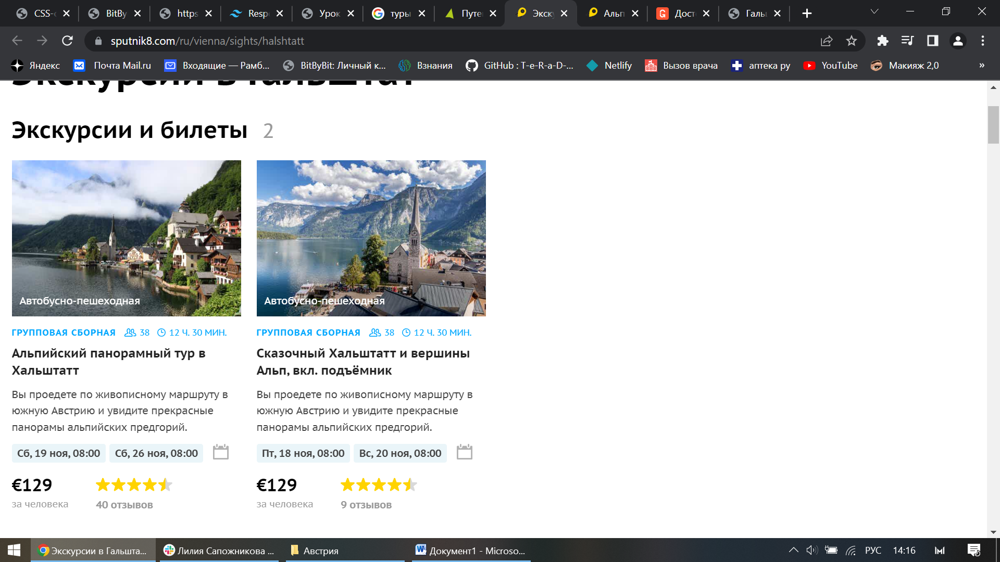 CSS-
BitBy
https
Resp
Урок
туры
Путе
Экску
Альп
Дост
Галь
sputnik8.com/ru/vienna/sights/halshtatt
Яндекс
Почта Mail.ru
Входящие — Рамб...
BitByBit: Личный к...
Взнания
GitHub : T-e-R-a-D-...
Netlify
Вызов врача
аптека ру
YouTube
Макияж 2,0
»
Экскурсии в Гальштат
Экскурсии и билеты 2
Автобусно-пешеходная
ГРУППОВАЯ СБОРНАЯ 38 12 Ч. 30 МИН.
Альпийский панорамный тур в
Хальштатт
Вы проедете по живописному маршруту в
южную Австрию и увидите прекрасные
панорамы альпийских предгорий.
Сб, 19 ноя, 08:00 Сб, 26 ноя, 08:00
€129
за человека
40 отзывов
Автобусно-пешеходная
ГРУППОВАЯ СБОРНАЯ 38 12 Ч. 30 МИН.
Сказочный Хальштатт и вершины
Альп, вкл. подъёмник
Вы проедете по живописному маршруту в
южную Австрию и увидите прекрасные
панорамы альпийских предгорий.
Пт, 18 ноя, 08:00 Вс, 20 ноя, 08:00
€129
за человека
9 отзывов
Экскурсии в Гальшта...
Лилия Сапожникова ...
Австрия
Документ1 - Microso...
РУС
14:16